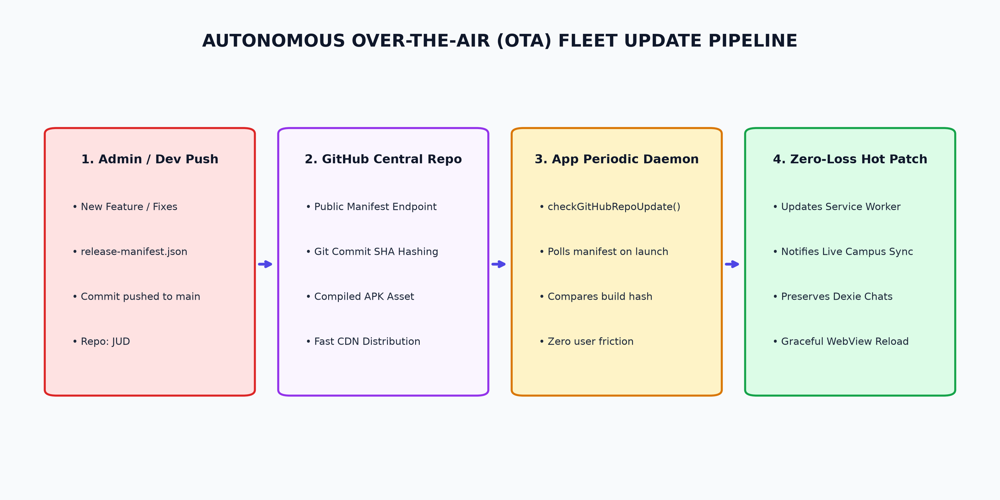 AUTONOMOUS OVER-THE-AIR (OTA) FLEET UPDATE PIPELINE
1. Admin / Dev Push
• New Feature / Fixes
• release-manifest.json
• Commit pushed to main
• Repo: JUD
2. GitHub Central Repo
• Public Manifest Endpoint
• Git Commit SHA Hashing
• Compiled APK Asset
• Fast CDN Distribution
3. App Periodic Daemon
• checkGitHubRepoUpdate()
• Polls manifest on launch
• Compares build hash
• Zero user friction
4. Zero-Loss Hot Patch
• Updates Service Worker
• Notifies Live Campus Sync
• Preserves Dexie Chats
• Graceful WebView Reload